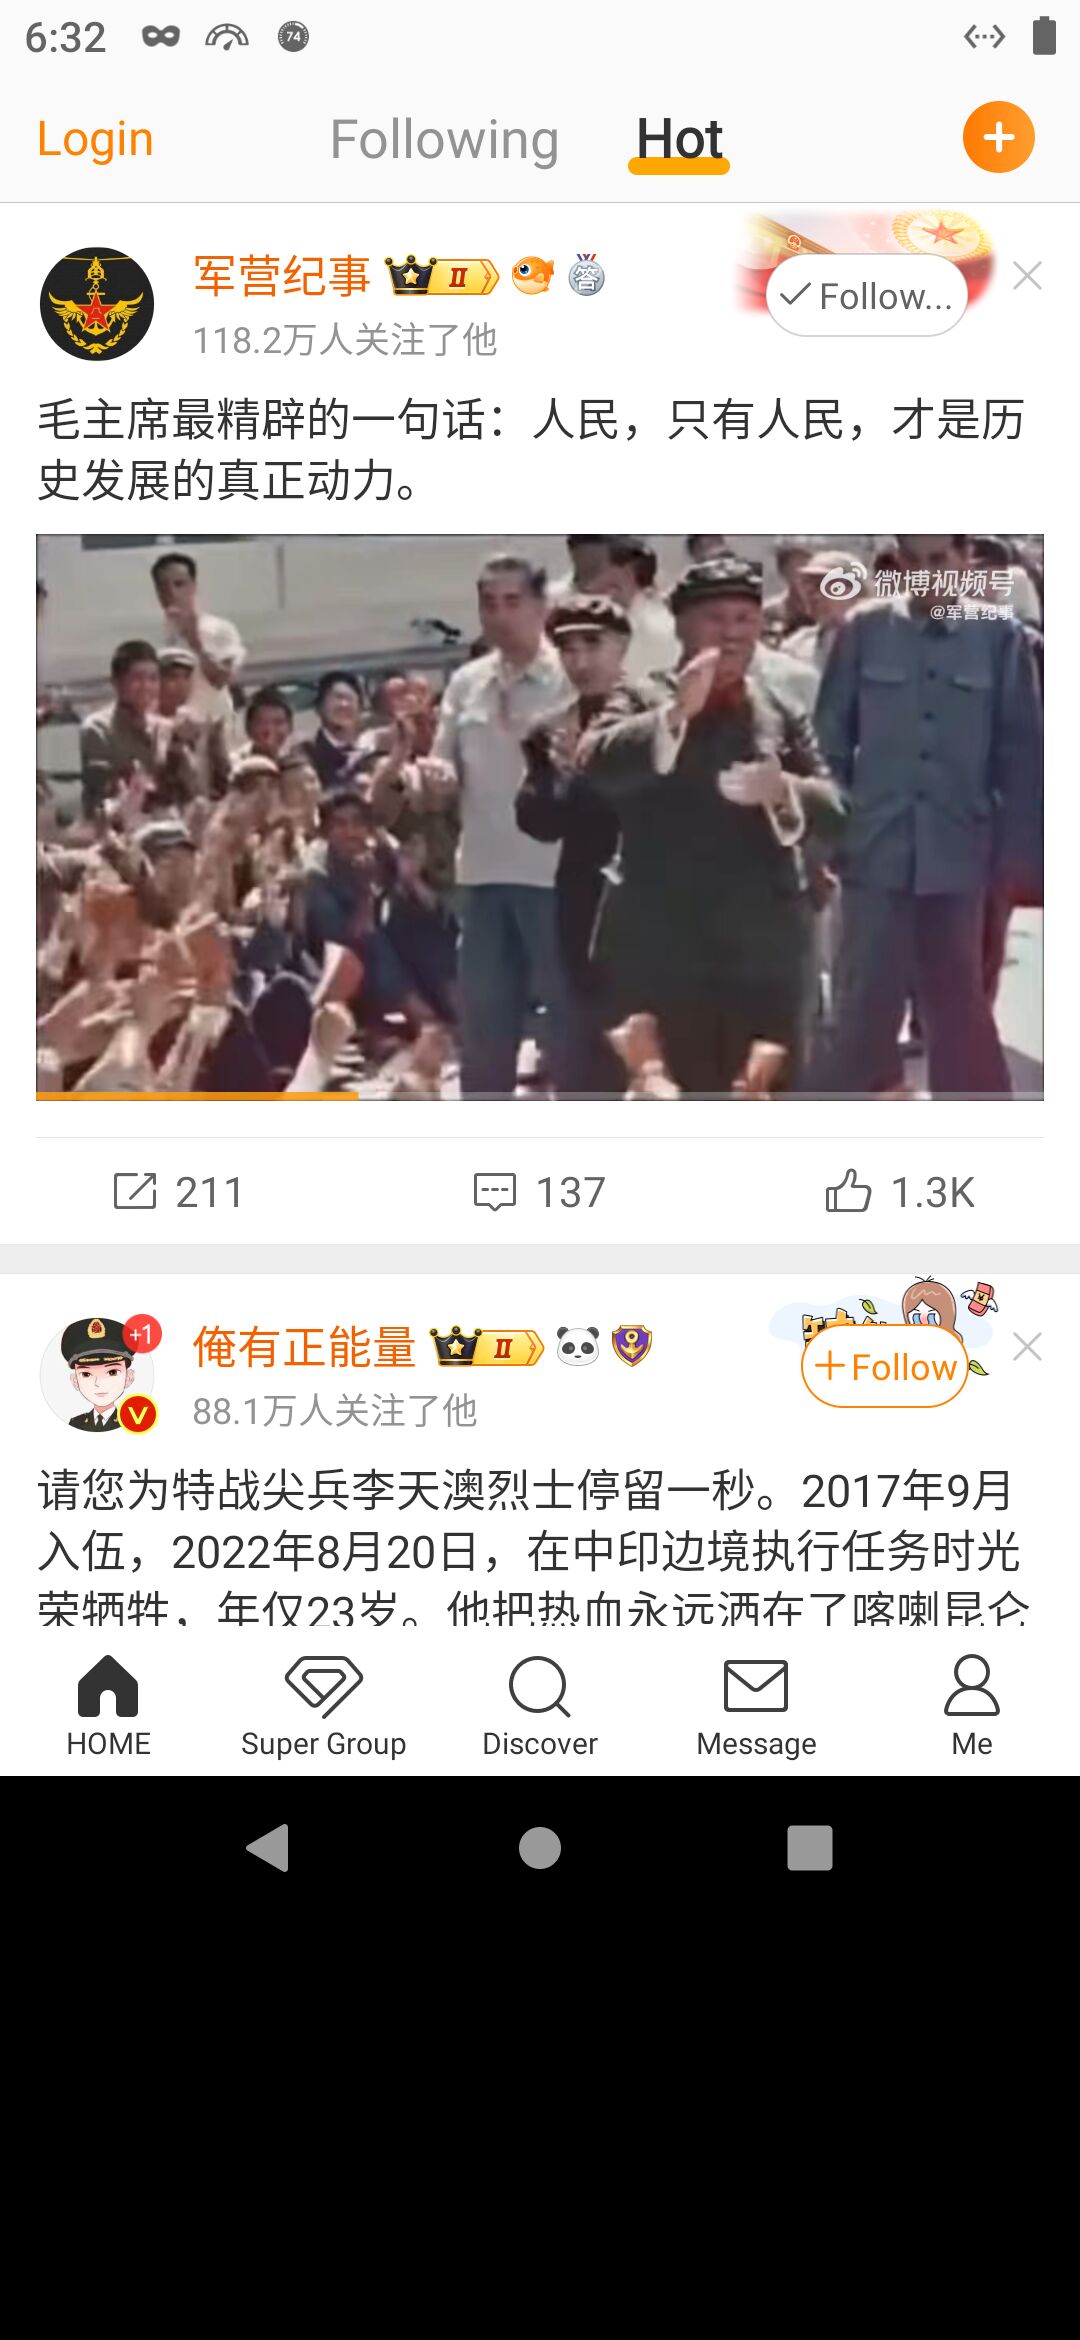 6:32
74
Login
Following
Hot
军营纪事
II
答
Follow...
118.2万人关注了他
毛主席最精辟的一句话：人民，只有人民，才是历
史发展的真正动力。
微博视频号
@军营纪事
211
137
1.3K
+1
V
俺有正能量
II
+Follow
88.1万人关注了他
请您为特战尖兵李天澳烈士停留一秒。2017年9月
入伍，2022年8月20日，在中印边境执行任务时光
荣牺牲，年仅23岁。他把热血永远洒在了喀喇昆仑
HOME
Super Group
Discover
Message
Me